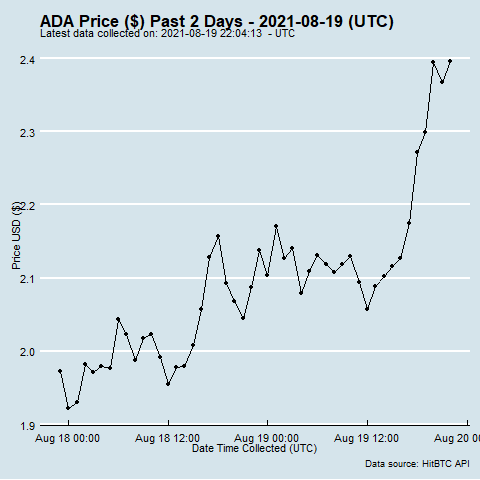 ADA Price ($) Past 2 Days - 2021-08-19 (UTC)
Latest data collected on: 2021-08-19 22:04:13 - UTC
2.4
2.3
2.2
Price USD ($)
2.1
2.0
1.9
Aug 18 00:00 Aug 18 12:00 Aug 19 00:00 Aug 19 12:00 Aug 20 00
Date Time Collected (UTC)
Data source: HitBTC API